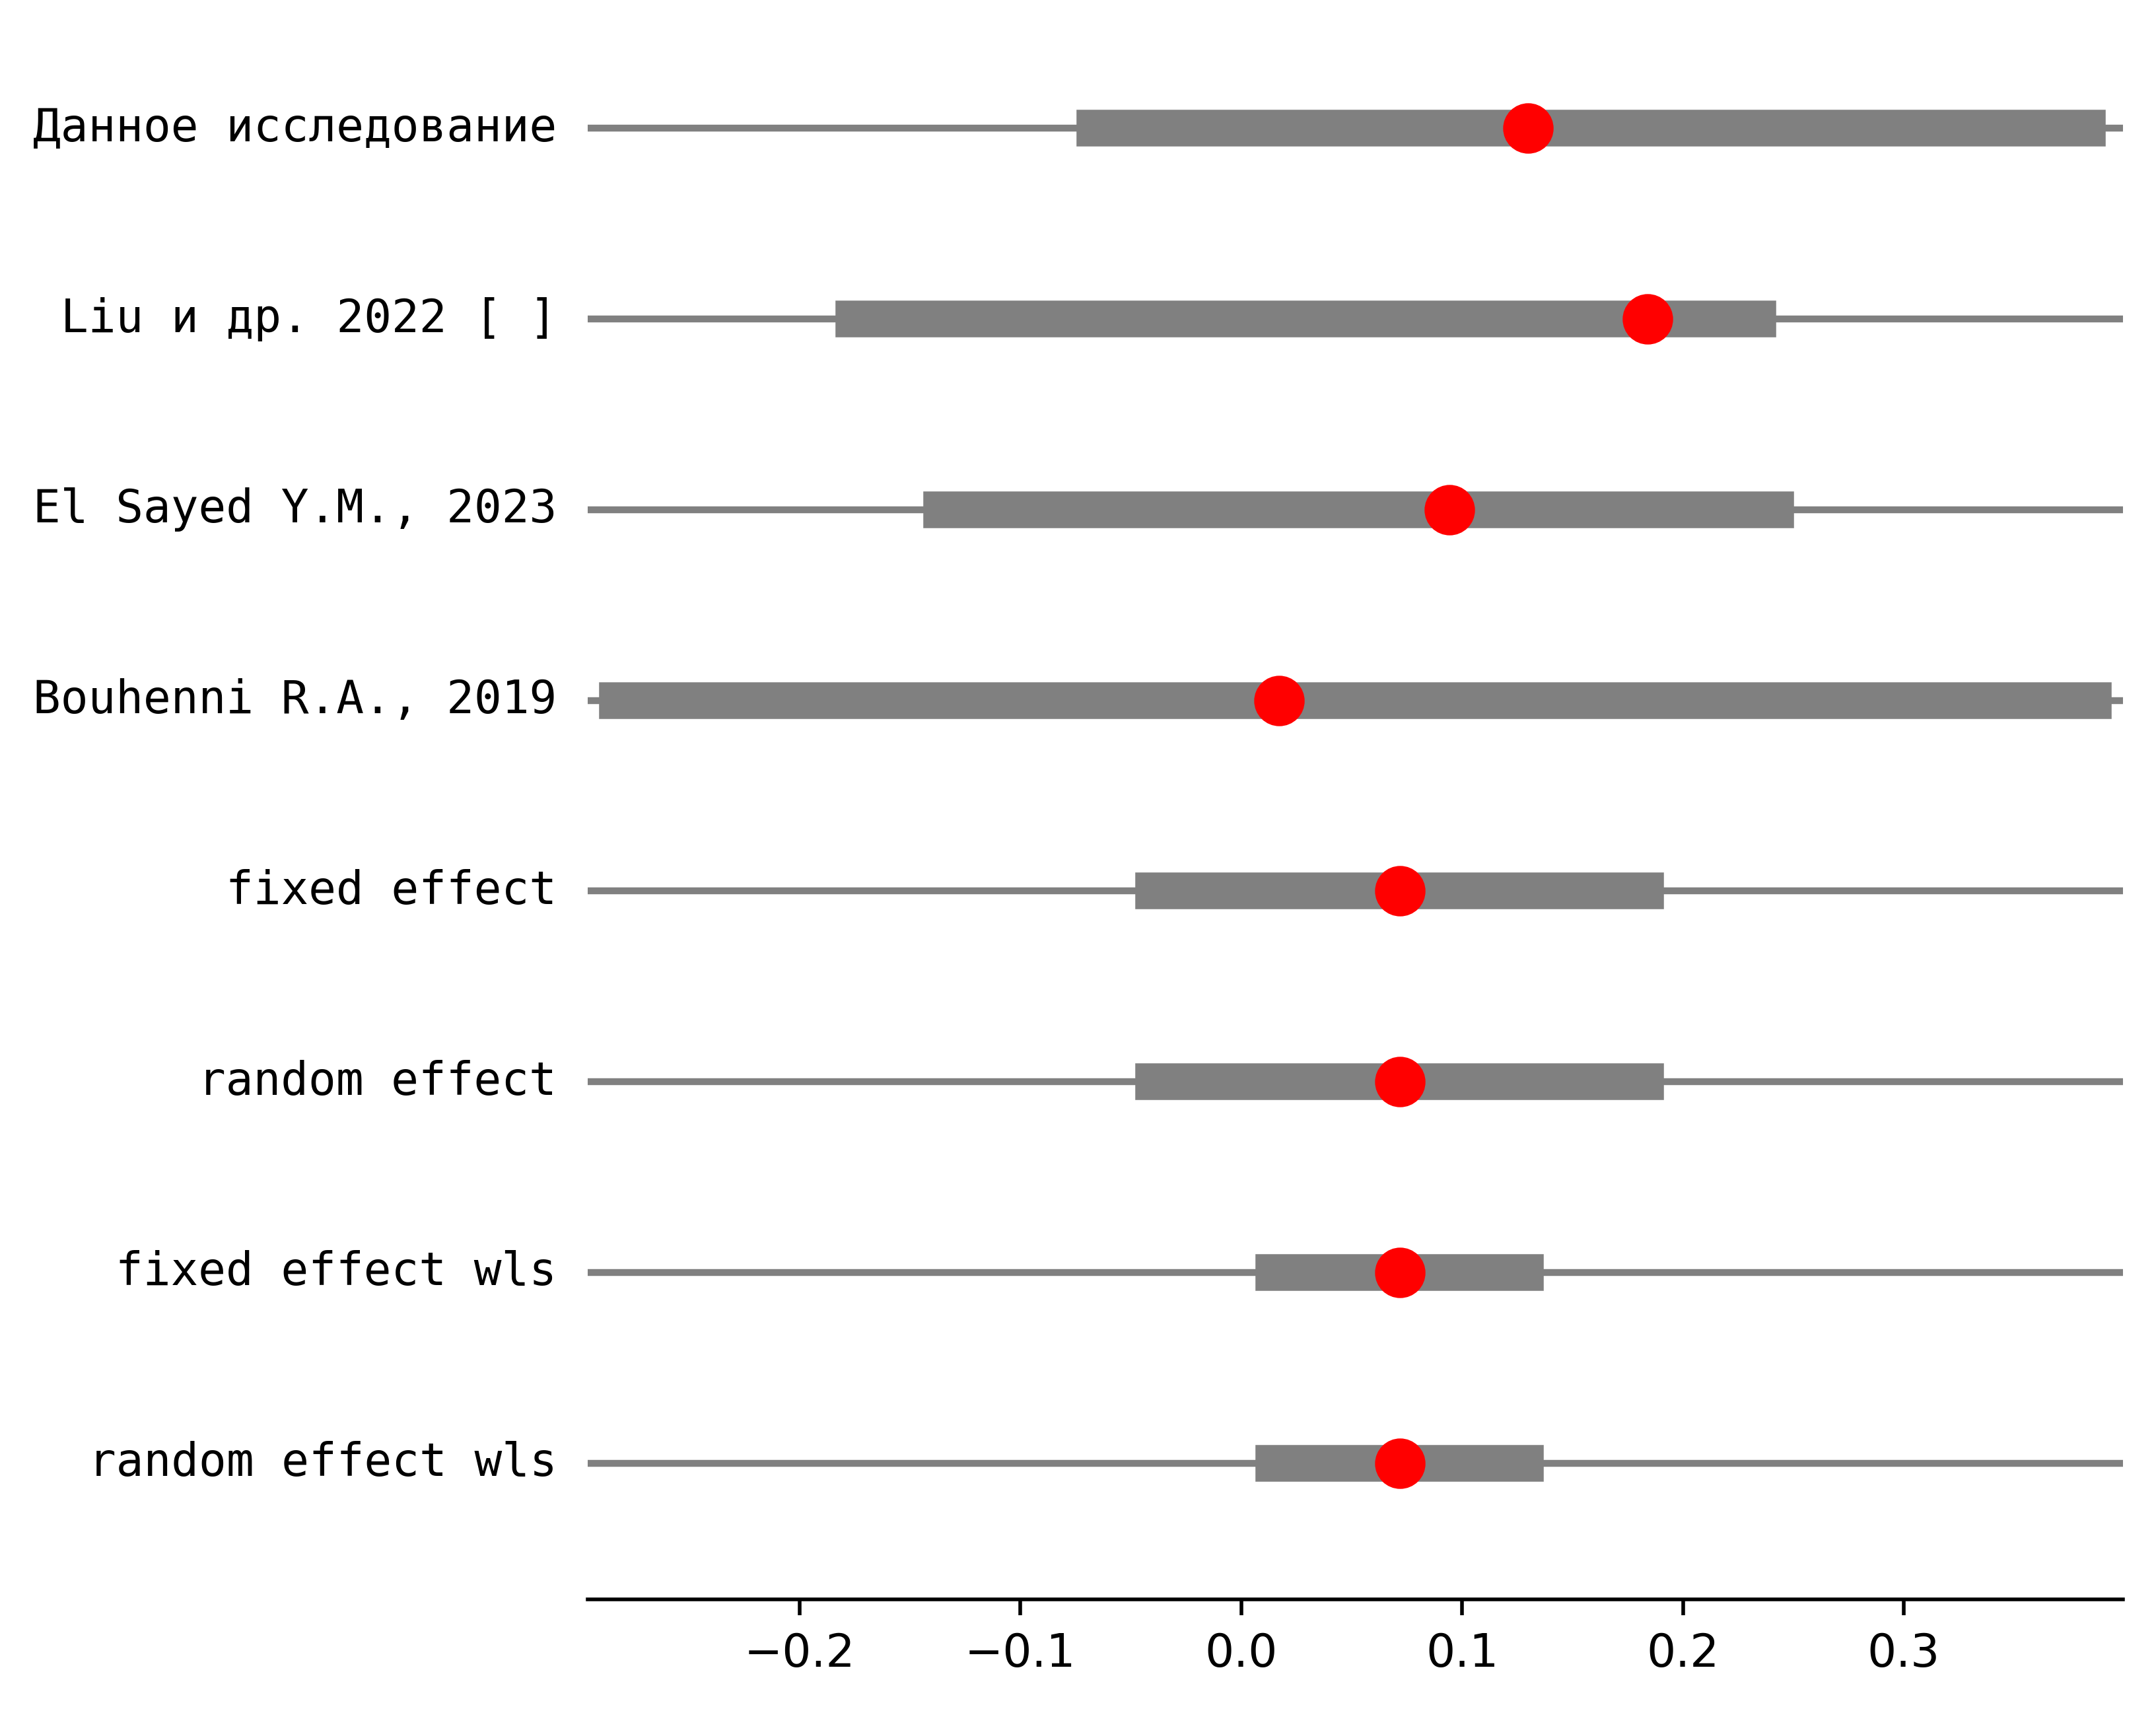 Данное исследование
Liu и др. 2022 [ ]
El Sayed Y.M., 2023
Bouhenni R.A., 2019
fixed effect
random effect
fixed effect wls
random effect wls
−0.2 −0.1 0.0 0.1 0.2 0.3